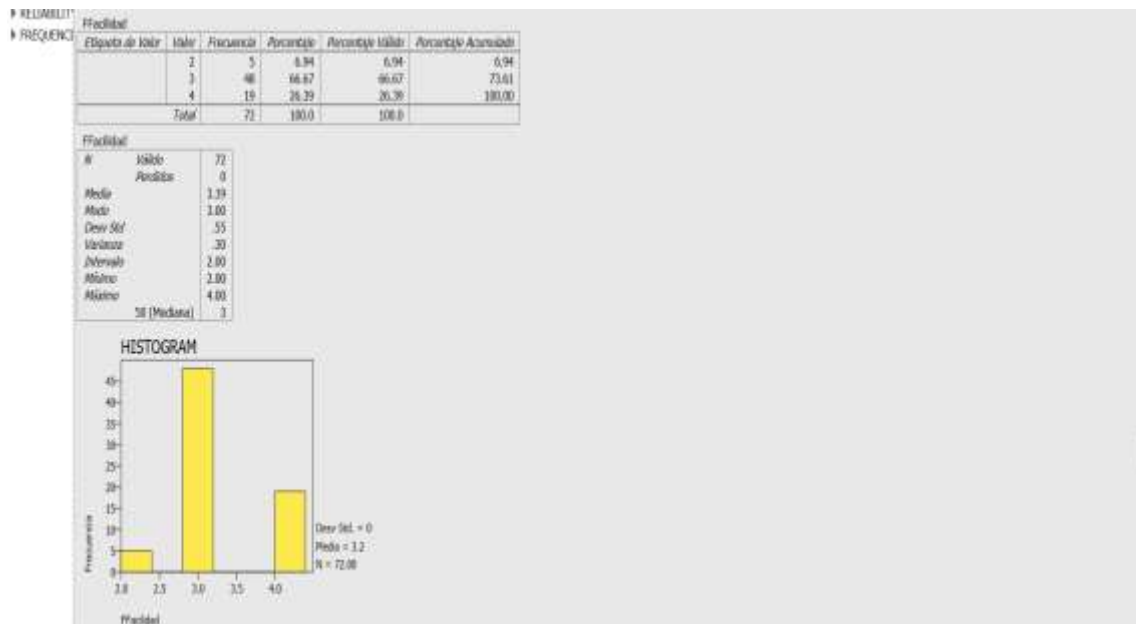 RELIABILITY
FREQUENCI
FFacilidad
Etiqueta de Valor Valor Frecuencia Porcentaje Porcentaje Válido Porcentaje Acumulado
2 5 6.94 6.94 6.94
3 48 66.67 66.67 73.61
4 19 26.39 26.39 100.00
Total 72 100.0 100.0
FFacilidad
N Válido 72
Perdidos 0
Media 3.19
Modo 3.00
Desv Std .55
Varianza .30
Intervalo 2.00
Mínimo 2.00
Máximo 4.00
50 (Mediana) 3
HISTOGRAM
45
40
35
30
25
20
15
10
5
0
Frecuencia
2.0 2.5 3.0 3.5 4.0
Desv Std. = 0
Media = 3.2
N = 72.00
FFacilidad